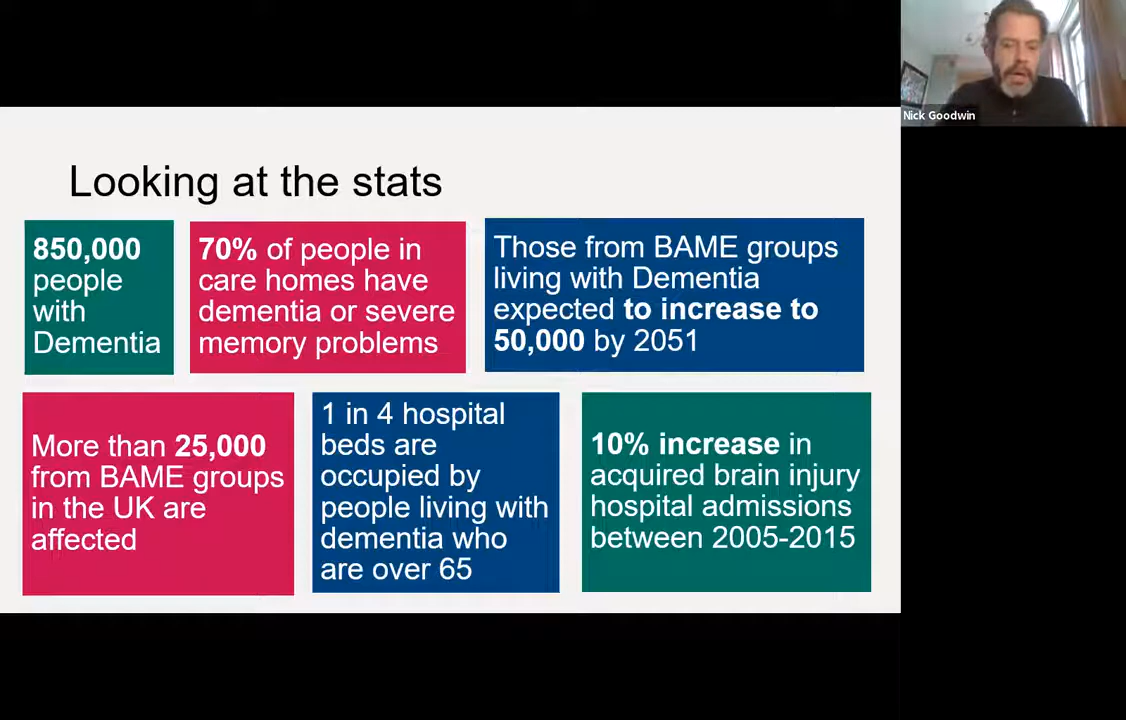 Nick Goodwin
Looking at the stats
850,000
people
with
Dementia
70% of people in
care homes have
dementia or severe
memory problems
Those from BAME groups
living with Dementia
expected to increase to
50,000 by 2051
More than 25,000
from BAME groups
in the UK are
affected
1 in 4 hospital
beds are
occupied by
people living with
dementia who
are over 65
10% increase in
acquired brain injury
hospital admissions
between 2005-2015